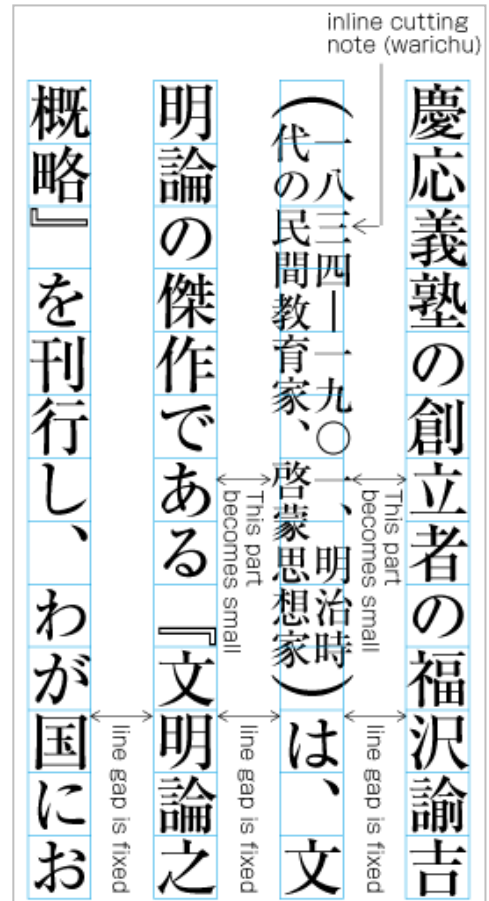 inline cutting
note (warichu)
慶応義塾の創立者の福沢諭吉
（一八三四―一九〇一、明治時
代の民間教育家、啓蒙思想家）
は、文
明論の傑作である『文明論之
概略』を刊行し、わが国にお
This part
becomes small
This part
becomes small
line gap is fixed
line gap is fixed
line gap is fixed